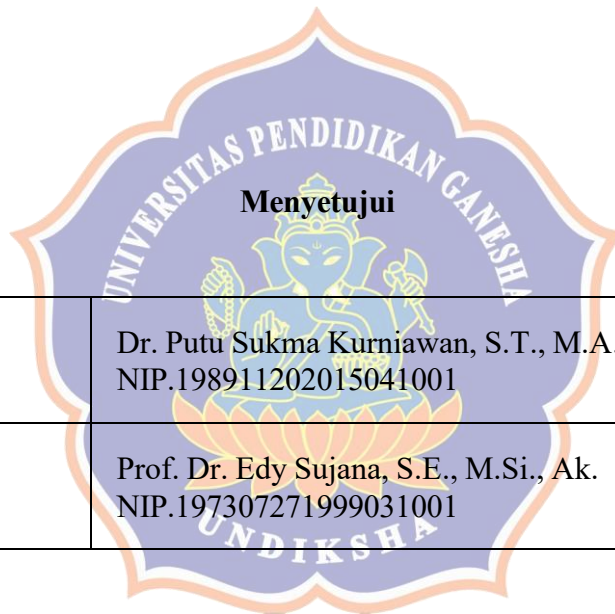 UNIVERSITAS PENDIDIKAN GANESHA
Menyetujui
Dr. Putu Sukma Kurniawan, S.T., M.A.
NIP.198911202015041001
Prof. Dr. Edy Sujana, S.E., M.Si., Ak.
NIP.197307271999031001
UNDIKSHA